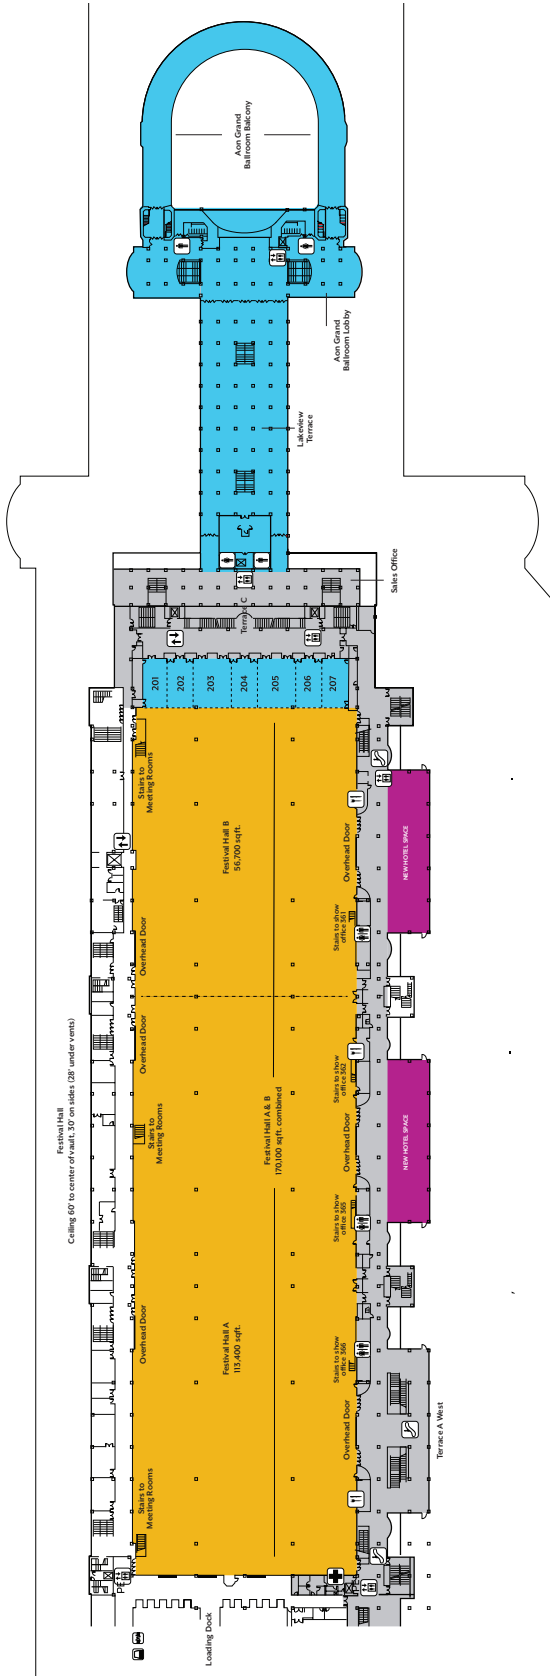 Aon Grand
Ballroom Balcony
Aon Grand
Ballroom Lobby
Lakeview
Terrace
Sales Office
Terrace C
201
202
203
204
205
206
207
Stairs to
Meeting Rooms
Festival Hall B
56,700 sqft.
Overhead Door
NEW HOTEL SPACE
Overhead Door
Stairs to show
office 361
Festival Hall
Ceiling 60' to center of vault; 30' on sides (28' under vents)
Overhead Door
Stairs to show
office 362
Stairs to
Meeting Rooms
Festival Hall A & B
170,100 sqft. combined
Overhead Door
NEW HOTEL SPACE
Stairs to show
office 365
Overhead Door
Festival Hall A
113,400 sqft.
Stairs to show
office 366
Overhead Door
Terrace A West
Stairs to
Meeting Rooms
PE
Loading Dock